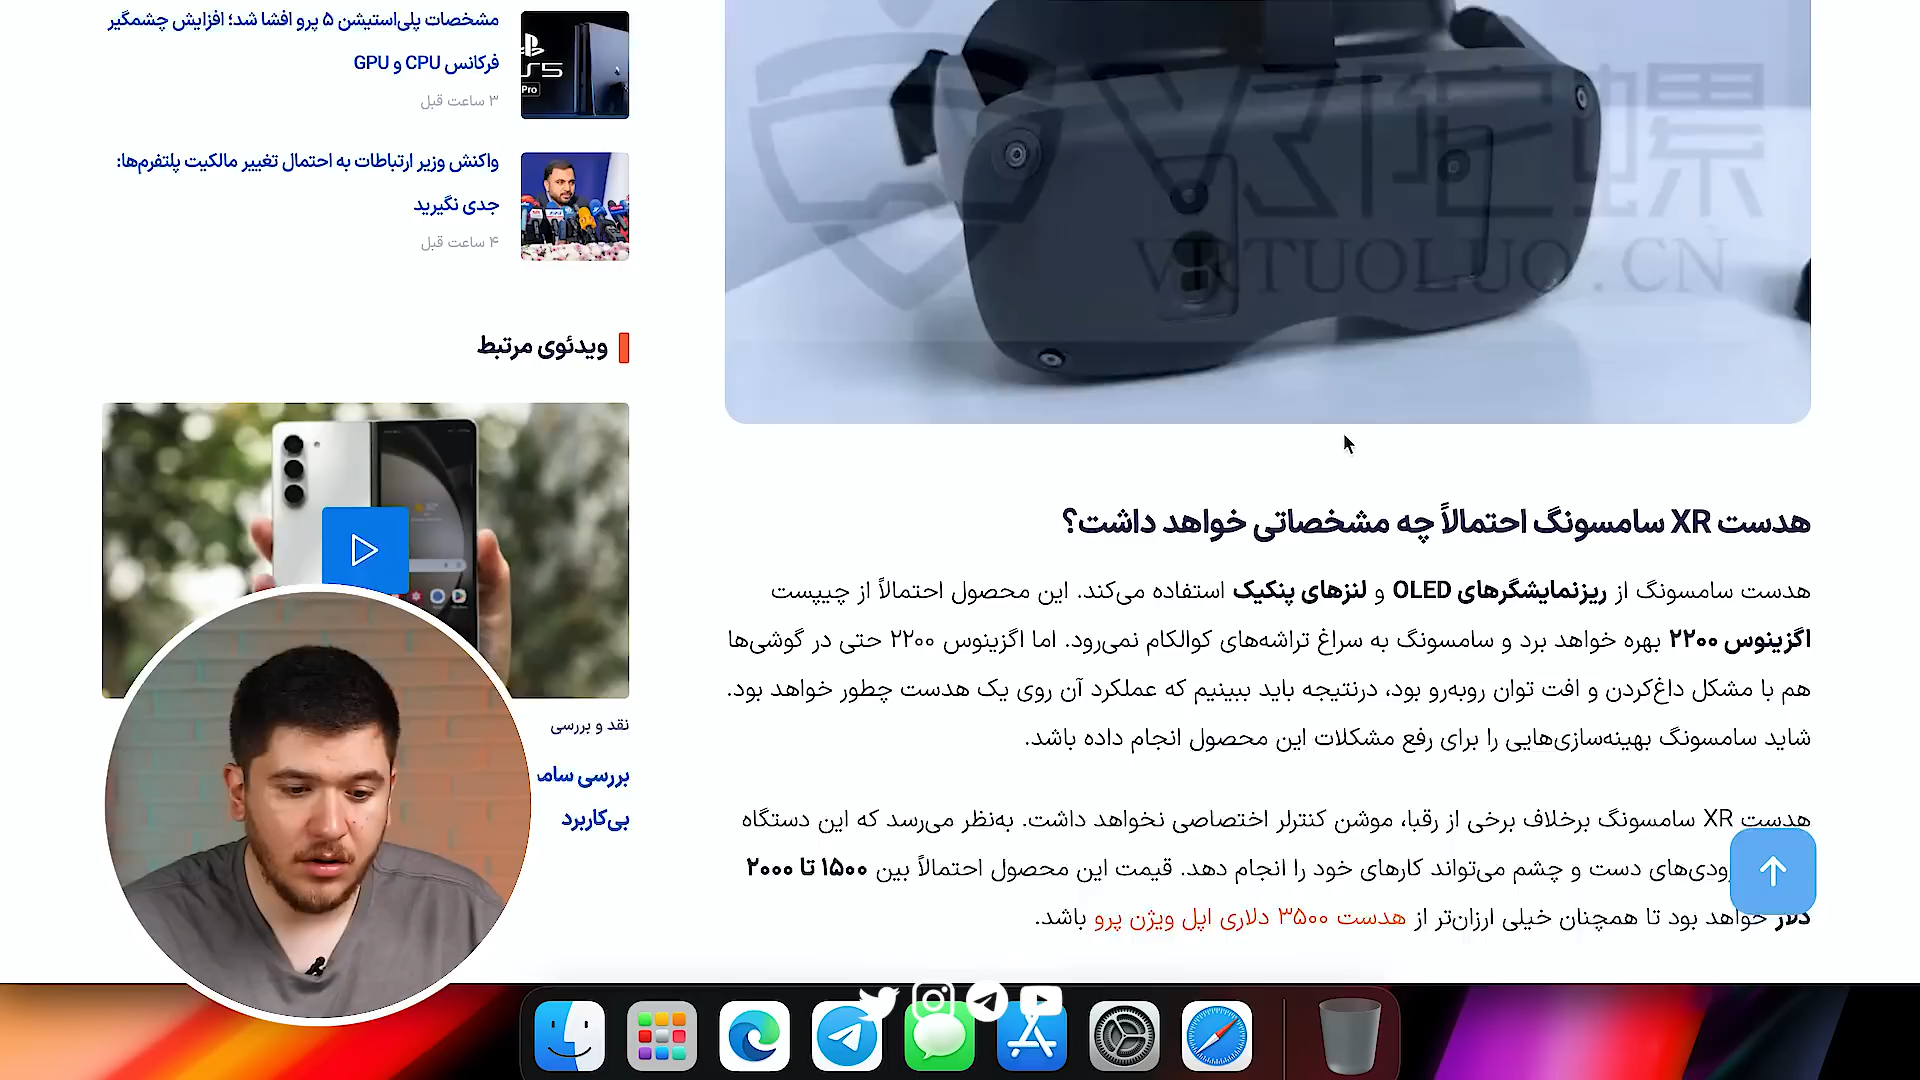 مشخصات پلی‌استیشن ۵ پرو افشا شد؛ افزایش چشمگیر
فرکانس CPU و GPU
۳ ساعت قبل
Pro
واکنش وزیر ارتباطات به احتمال تغییر مالکیت پلتفرم‌ها:
جدی نگیرید
۴ ساعت قبل
ویدئوی مرتبط
نقد و بررسی
بررسی
بی‌کاربرد
VRTUOLUO.CN
هدست XR سامسونگ احتمالاً چه مشخصاتی خواهد داشت؟
هدست سامسونگ از ریزنمایشگرهای OLED و لنزهای پنکیک استفاده می‌کند. این محصول احتمالاً از چیپست
اگزینوس ۲۲۰۰ بهره خواهد برد و سامسونگ به سراغ تراشه‌های کوالکام نمی‌رود. اما اگزینوس ۲۲۰۰ حتی در گوشی‌ها
هم با مشکل داغ‌کردن و افت توان روبه‌رو بود، درنتیجه باید ببینیم که عملکرد آن روی یک هدست چطور خواهد بود.
شاید سامسونگ بهینه‌سازی‌هایی را برای رفع مشکلات این محصول انجام داده باشد.
هدست XR سامسونگ برخلاف برخی از رقبا، موشن کنترلر اختصاصی نخواهد داشت. به‌نظر می‌رسد که این دستگاه
دست و چشم می‌تواند کارهای خود را انجام دهد. قیمت این محصول احتمالاً بین ۱۵۰۰ تا ۲۰۰۰
دلار خواهد بود تا همچنان خیلی ارزان‌تر از هدست ۳۵۰۰ دلاری اپل ویژن پرو باشد.